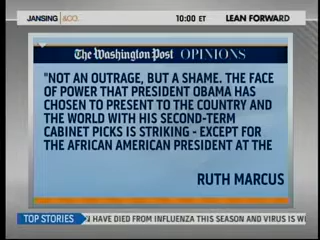 JANSING &CO. 10:00 ET LEAN FORWARD
The Washington Post OPINIONS
"NOT AN OUTRAGE, BUT A SHAME. THE FACE
OF POWER THAT PRESIDENT OBAMA HAS
CHOSEN TO PRESENT TO THE COUNTRY AND
THE WORLD WITH HIS SECOND-TERM
CABINET PICKS IS STRIKING - EXCEPT FOR
THE AFRICAN AMERICAN PRESIDENT AT THE
RUTH MARCUS
TOP STORIES HAVE DIED FROM INFLUENZA THIS SEASON AND VIRUS IS